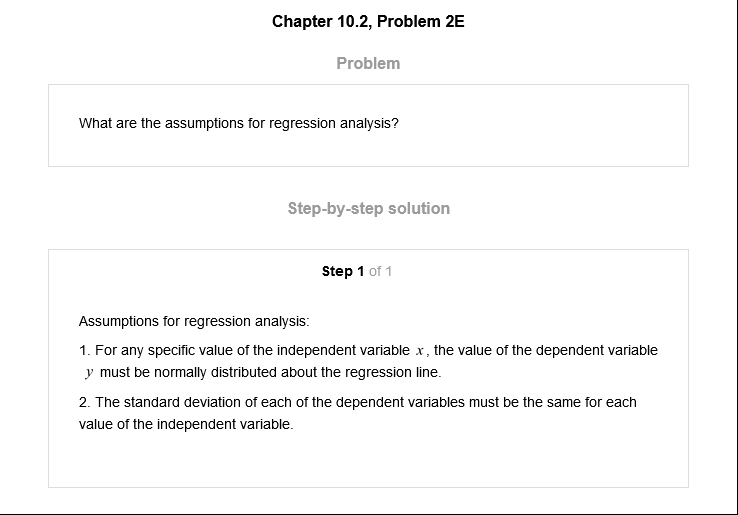 Chapter 10.2, Problem 2E
Problem
What are the assumptions for regression analysis?
Step-by-step solution
Step 1 of 1
Assumptions for regression analysis:
1. For any specific value of the independent variable x, the value of the dependent variable
y must be normally distributed about the regression line.
2. The standard deviation of each of the dependent variables must be the same for each
value of the independent variable.